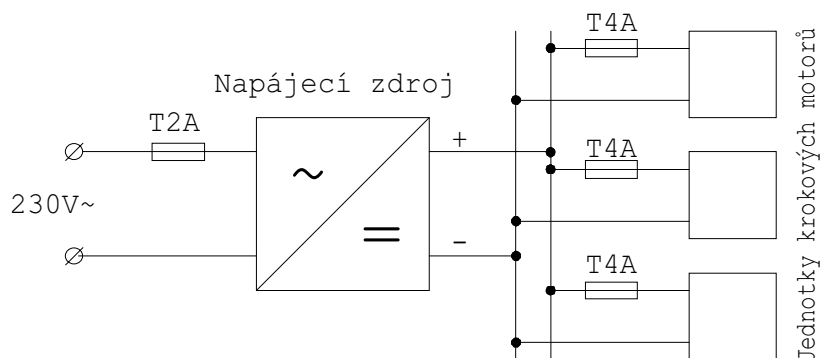 T4A
Napájecí zdroj
T2A
+
T4A
230V~
~
=
-
T4A
Jednotky krokových motorů